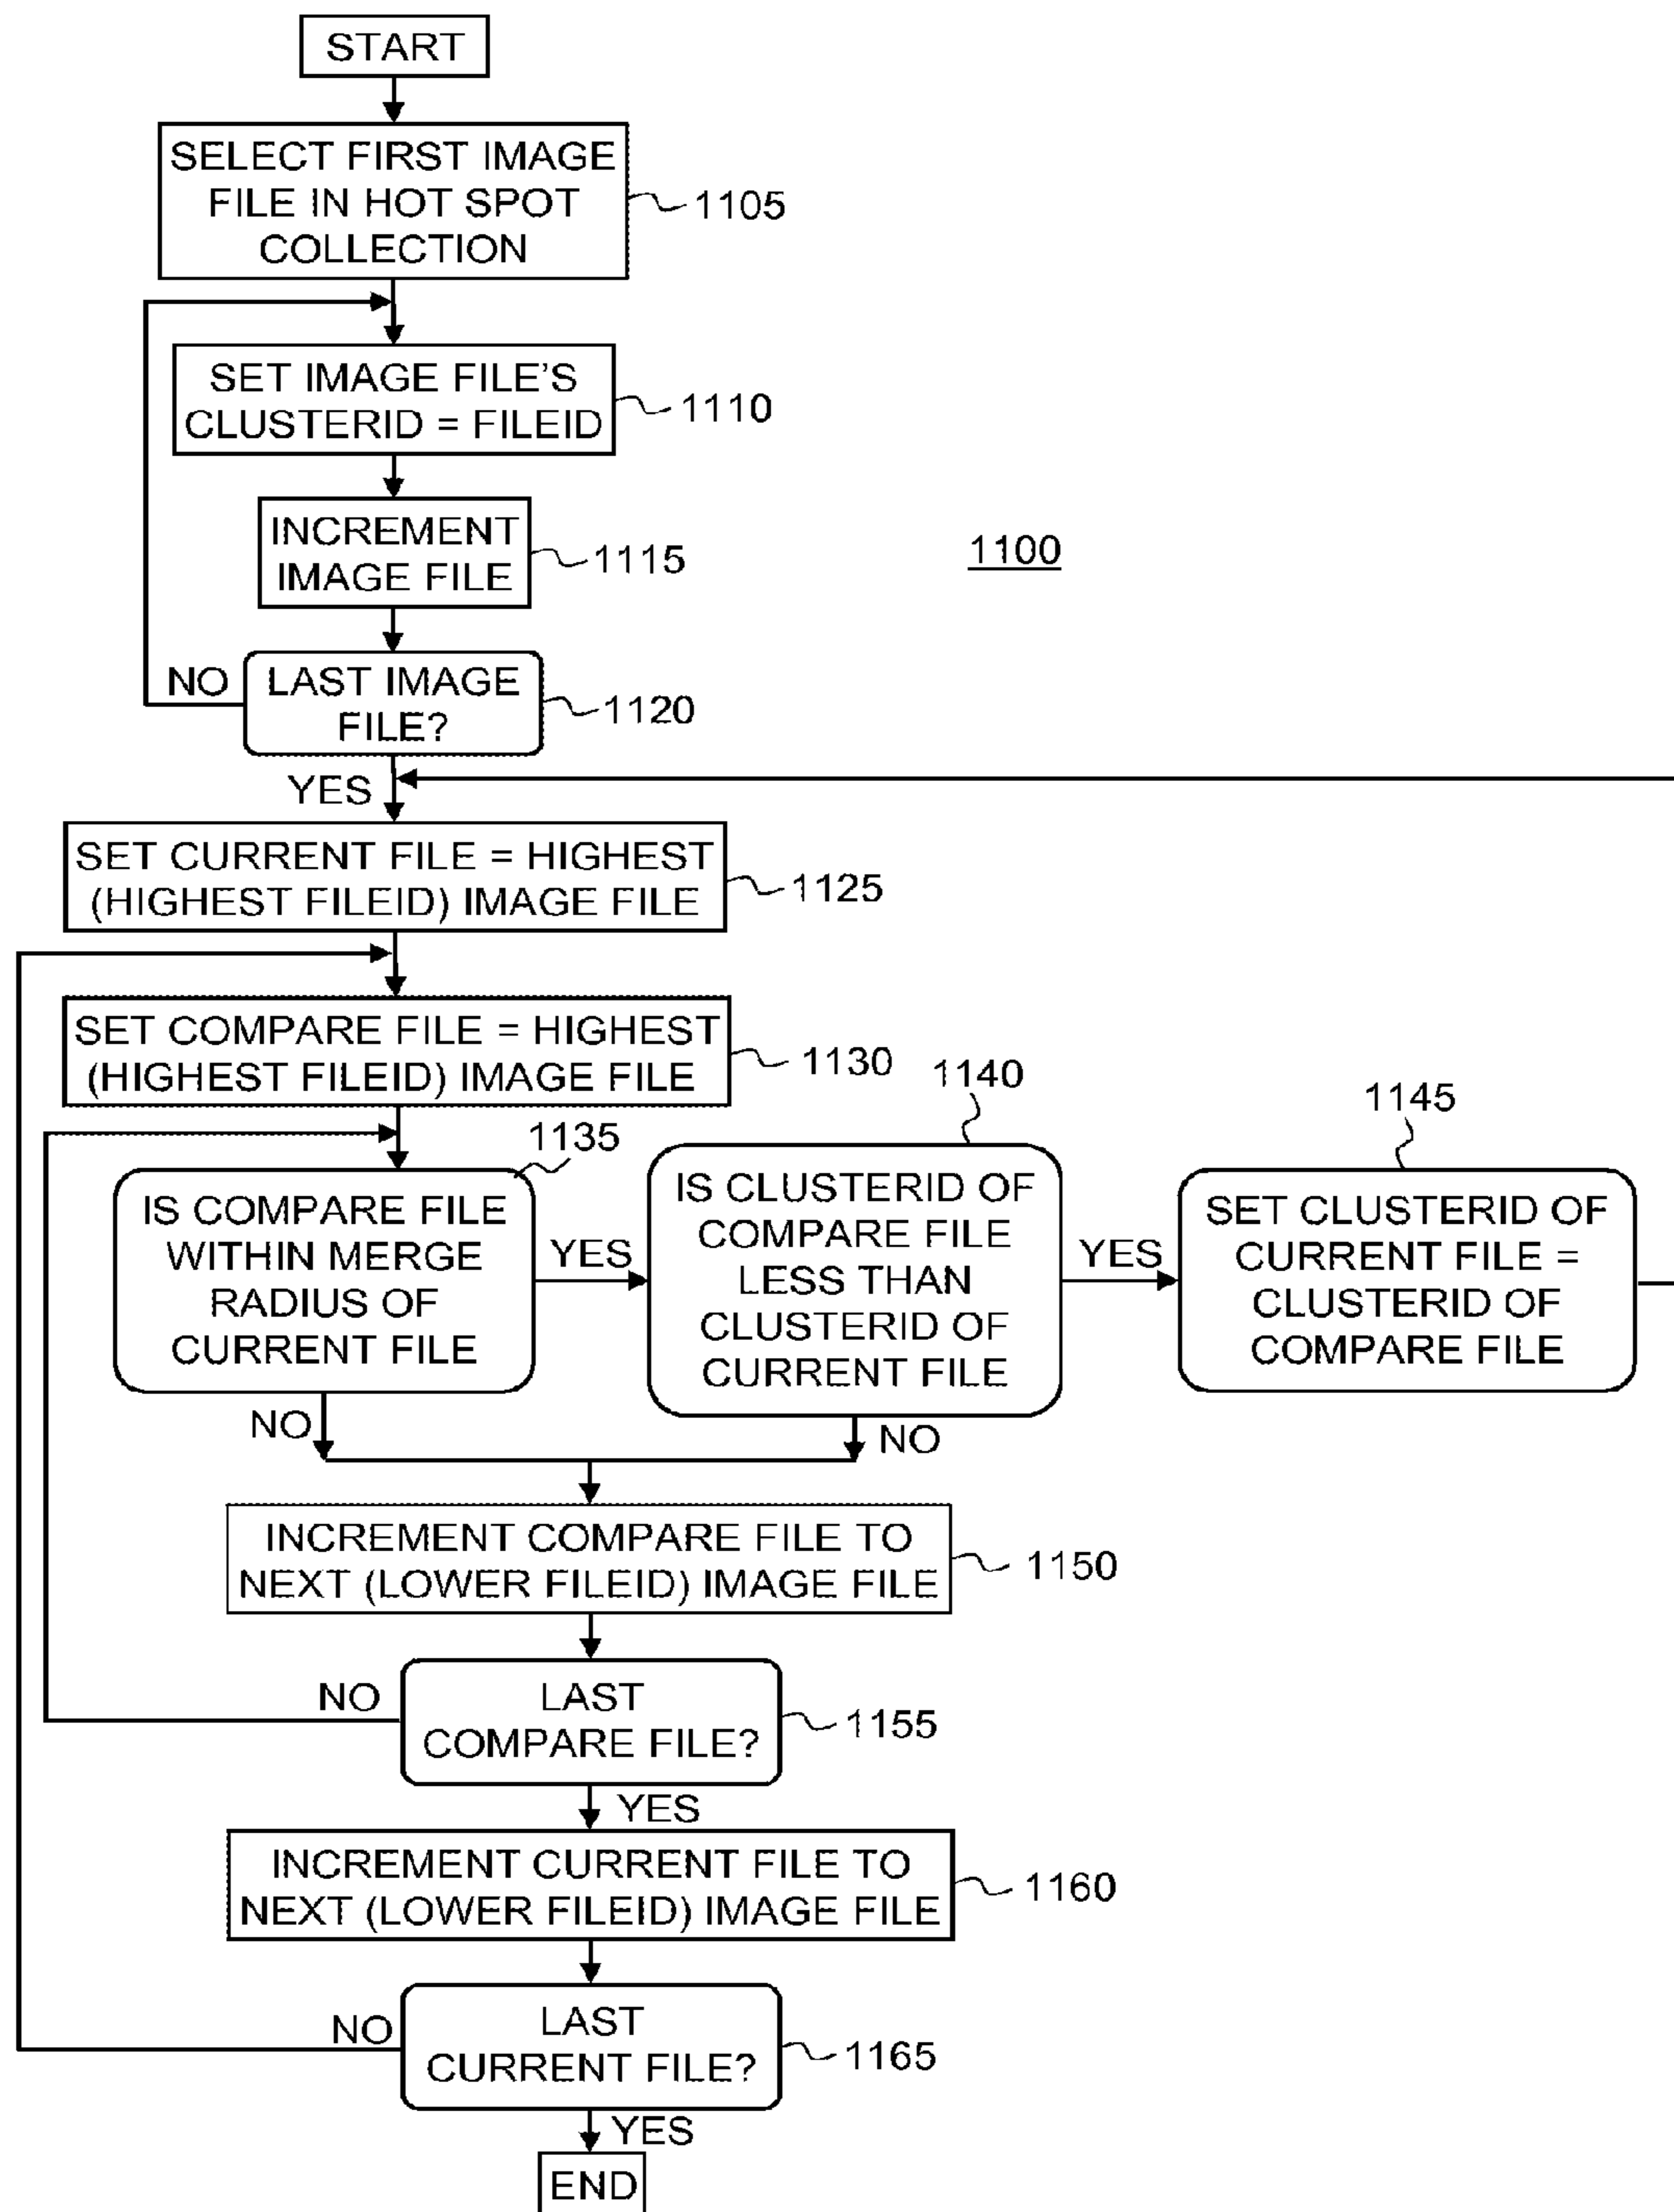 START
SELECT FIRST IMAGE
FILE IN HOT SPOT
COLLECTION
1105
SET IMAGE FILE'S
CLUSTERID = FILEID
1110
INCREMENT
IMAGE FILE
1115
1100
NO
LAST IMAGE
FILE?
1120
YES
SET CURRENT FILE = HIGHEST
(HIGHEST FILEID) IMAGE FILE
1125
SET COMPARE FILE = HIGHEST
(HIGHEST FILEID) IMAGE FILE
1130
1135
IS COMPARE FILE
WITHIN MERGE
RADIUS OF
CURRENT FILE
YES
NO
1140
IS CLUSTERID OF
COMPARE FILE
LESS THAN
CLUSTERID OF
CURRENT FILE
YES
NO
1145
SET CLUSTERID OF
CURRENT FILE =
CLUSTERID OF
COMPARE FILE
INCREMENT COMPARE FILE TO
NEXT (LOWER FILEID) IMAGE FILE
1150
NO
LAST
COMPARE FILE?
1155
YES
INCREMENT CURRENT FILE TO
NEXT (LOWER FILEID) IMAGE FILE
1160
NO
LAST
CURRENT FILE?
1165
YES
END